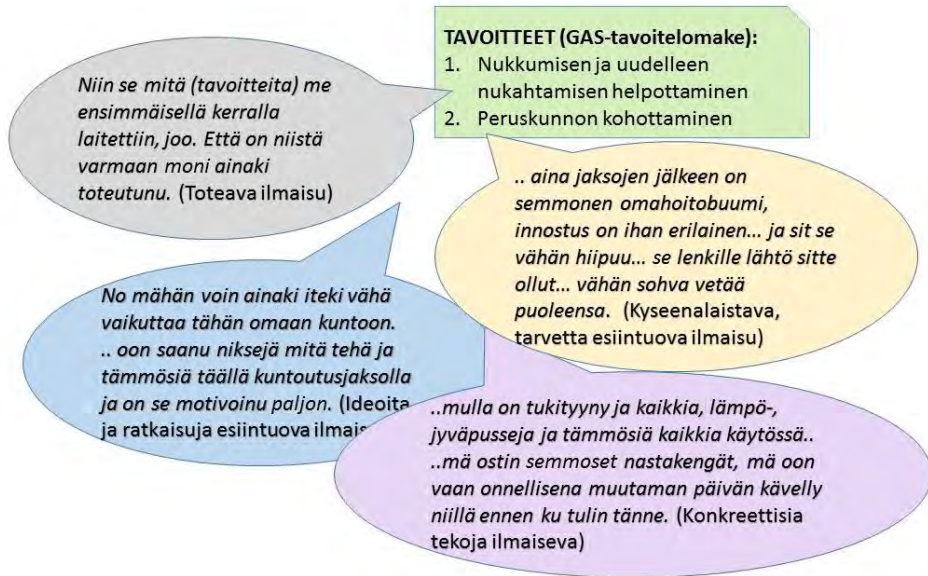 TAVOITTEET (GAS-tavoitelomake):
1. Nukkumisen ja uudelleen
nukahtamisen helpottaminen
2. Peruskunnon kohottaminen
Niin se mitä (tavoitteita) me
ensimmäisellä kerralla
laitettiin, joo. Että on niistä
varmaan moni ainaki
toteutunu. (Toteava ilmaisu)
.. aina jaksojen jälkeen on
semmonen omahoitobuumi,
innostus on ihan erilainen... ja sit se
vähän hiipuu... se lenkille lähtö sitte
ollut... vähän sohva vetää
puoleensa. (Kyseenalaistava,
tarvetta esiintuova ilmaisu)
No mähän voin ainaki iteki vähä
vaikuttaa tähän omaan kuntoon.
.. oon saanu niksejä mitä tehä ja
tämmösiä täällä kuntoutusjaksolla
ja on se motivoinu paljon. (Ideoita
ja ratkaisuja esiintuova ilmais
..mulla on tukityyny ja kaikkia, lämpö-,
jyväpusseja ja tämmösiä kaikkia käytössä..
..mä ostin semmoset nastakengät, mä oon
vaan onnellisena muutaman päivän kävelly
niillä ennen ku tulin tänne. (Konkreettisia
tekoja ilmaiseva)